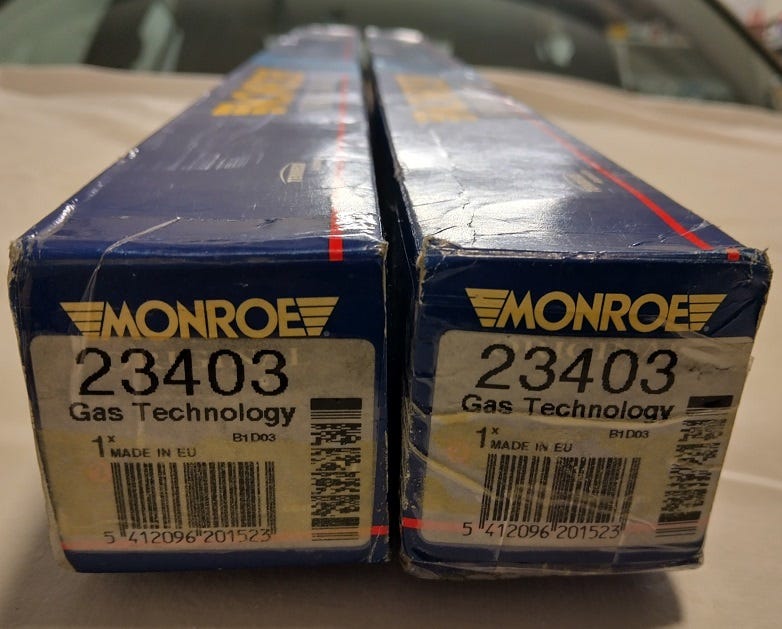 MONROE
23403
Gas Technology
1x
B1D03
MADE IN EU
5 412096 201523
MONROE
23403
Gas Technology
1x
B1D03
MADE IN EU
5 412096 201523